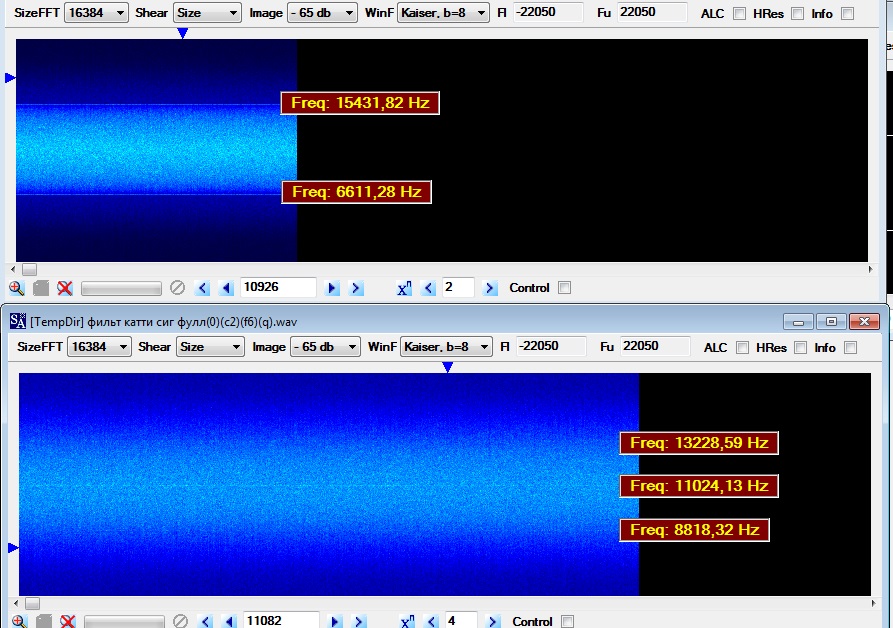 SizeFFT 16384 Shear Size Image - 65 db WinF Kaiser, b=8 Fl -22050 Fu 22050 ALC HRes Info
Freq: 15431,82 Hz
Freq: 6611,28 Hz
10926 xⁿ 2 Control
SA [TempDir] фильт катти сиг фулл(0)(c2)(f6)(q).wav
SizeFFT 16384 Shear Size Image - 65 db WinF Kaiser, b=8 Fl -22050 Fu 22050 ALC HRes Info
Freq: 13228,59 Hz
Freq: 11024,13 Hz
Freq: 8818,32 Hz
11082 xⁿ 4 Control